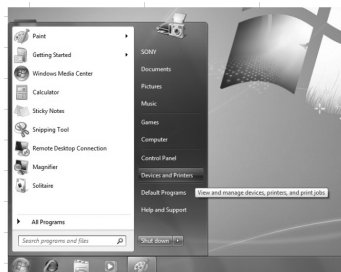 Paint
Getting Started
Windows Media Center
Calculator
Sticky Notes
Snipping Tool
Remote Desktop Connection
Magnifier
Solitaire
All Programs
Search programs and files
SONY
Documents
Pictures
Music
Games
Computer
Control Panel
Devices and Printers
Default Programs
View and manage devices, printers, and print jobs
Help and Support
Shut down